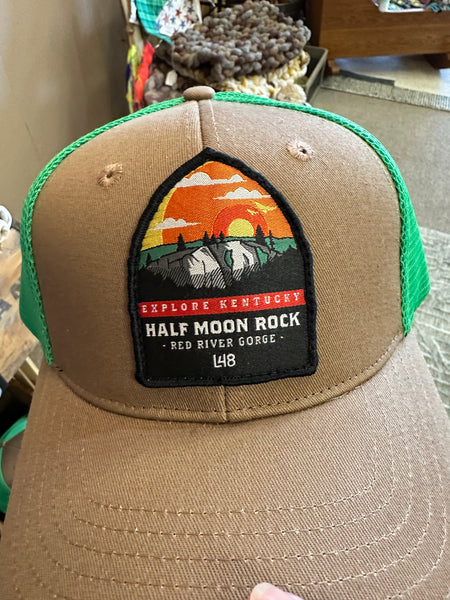 EXPLORE KENTUCKY
HALF MOON ROCK
- RED RIVER GORGE -
L48